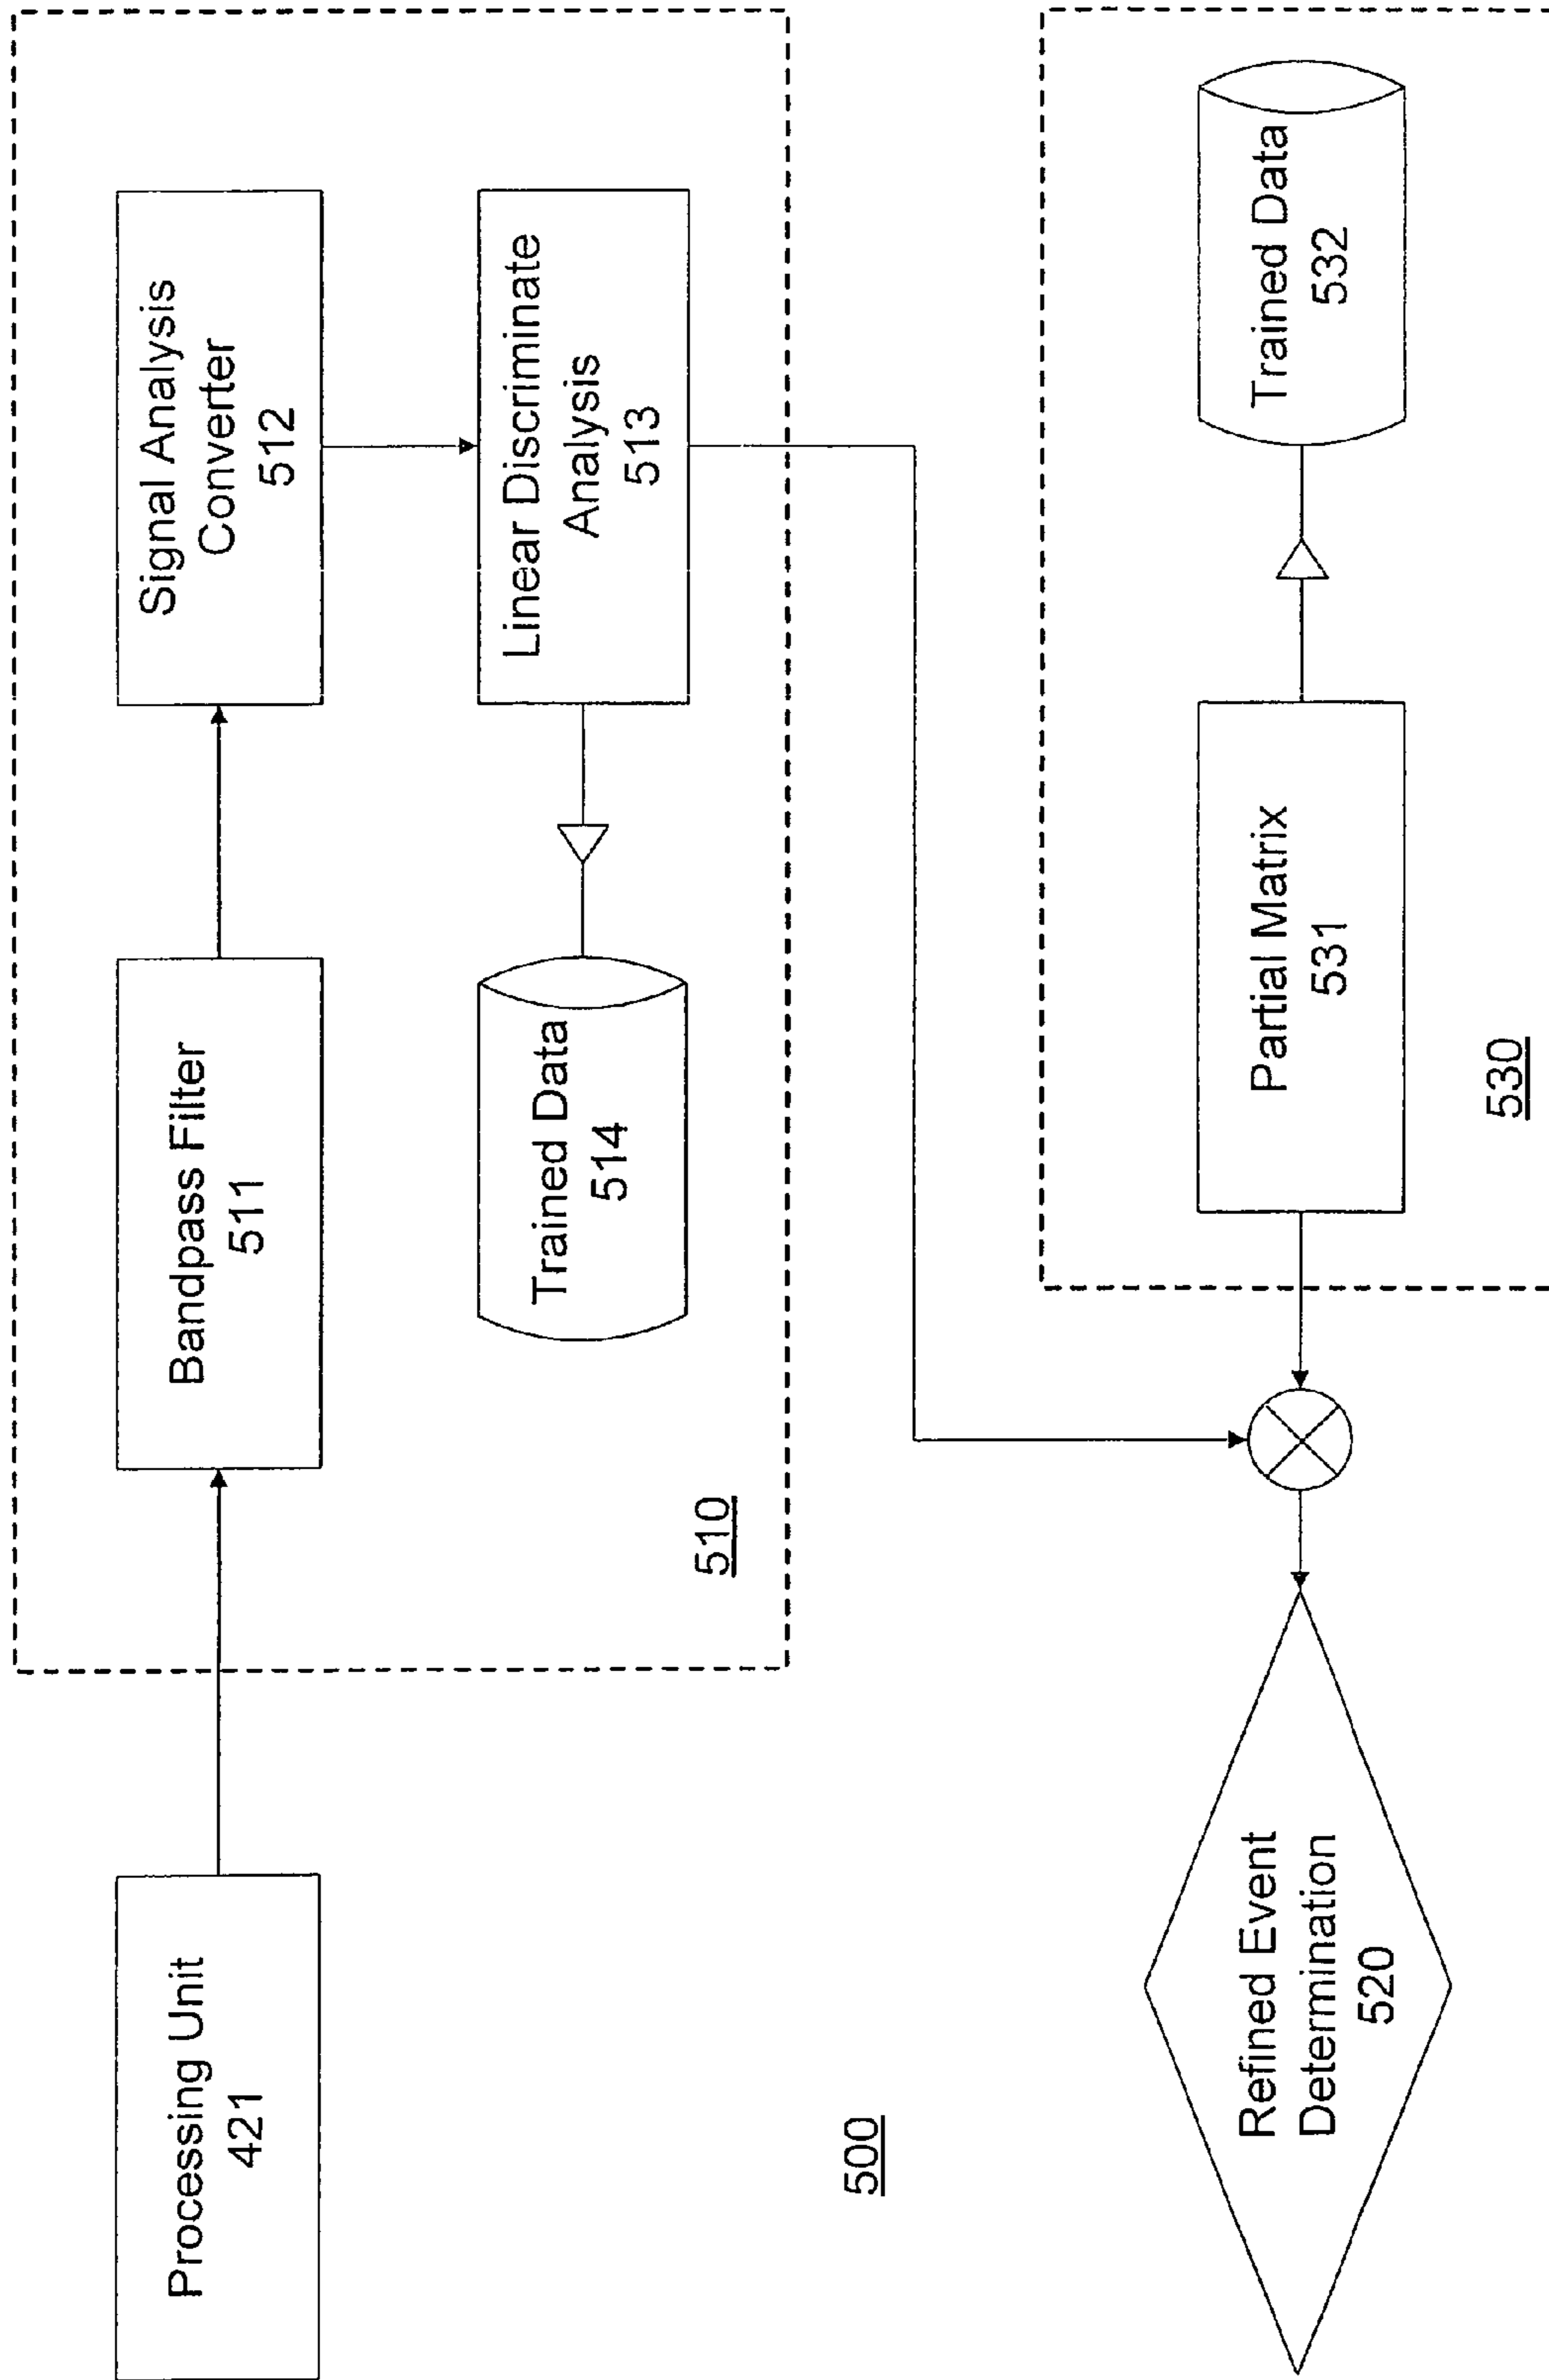 Processing Unit
421
Bandpass Filter
511
Signal Analysis
Converter
512
Trained Data
514
Linear Discriminate
Analysis
513
510
500
Refined Event
Determination
520
Partial Matrix
531
Trained Data
532
530